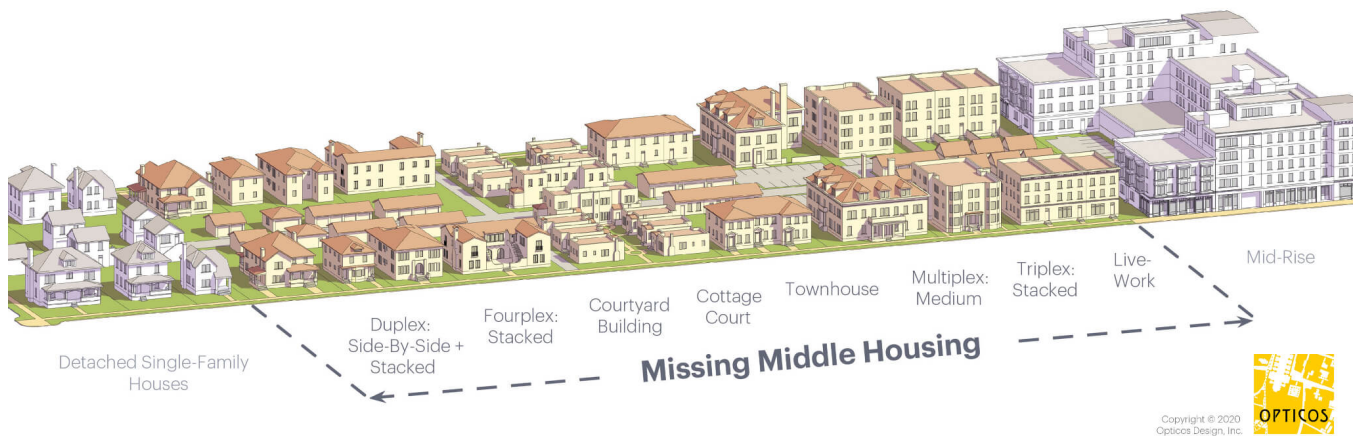 Detached Single-Family
Houses
Duplex:
Side-By-Side +
Stacked
Fourplex:
Stacked
Courtyard
Building
Cottage
Court
Townhouse
Multiplex:
Medium
Triplex:
Stacked
Live-
Work
Mid-Rise
Missing Middle Housing
Copyright © 2020
Opticos Design, Inc.
OPTICOS